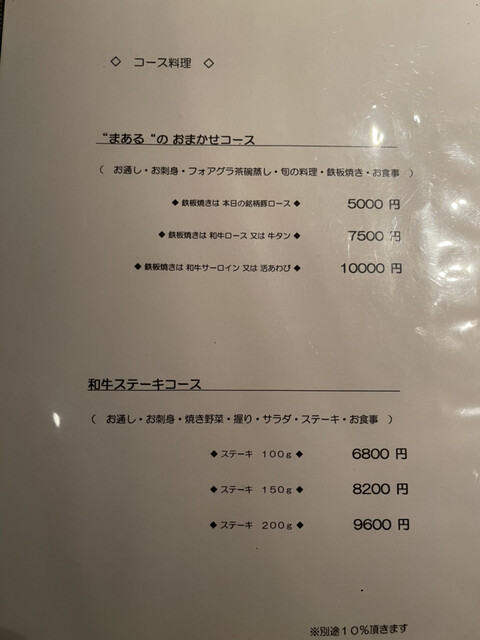 ◇ コース料理 ◇
“まある“の おまかせコース
( お通し・お刺身・フォアグラ茶碗蒸し・旬の料理・鉄板焼き・お食事 )
◆ 鉄板焼きは 本日の銘柄豚ロース ◆ 5000 円
◆ 鉄板焼きは 和牛ロース 又は 牛タン ◆ 7500 円
◆ 鉄板焼きは 和牛サーロイン 又は 活あわび ◆ 10000 円
和牛ステーキコース
( お通し・お刺身・焼き野菜・握り・サラダ・ステーキ・お食事 )
◆ ステーキ 100g ◆ 6800 円
◆ ステーキ 150g ◆ 8200 円
◆ ステーキ 200g ◆ 9600 円
※別途10%頂きます